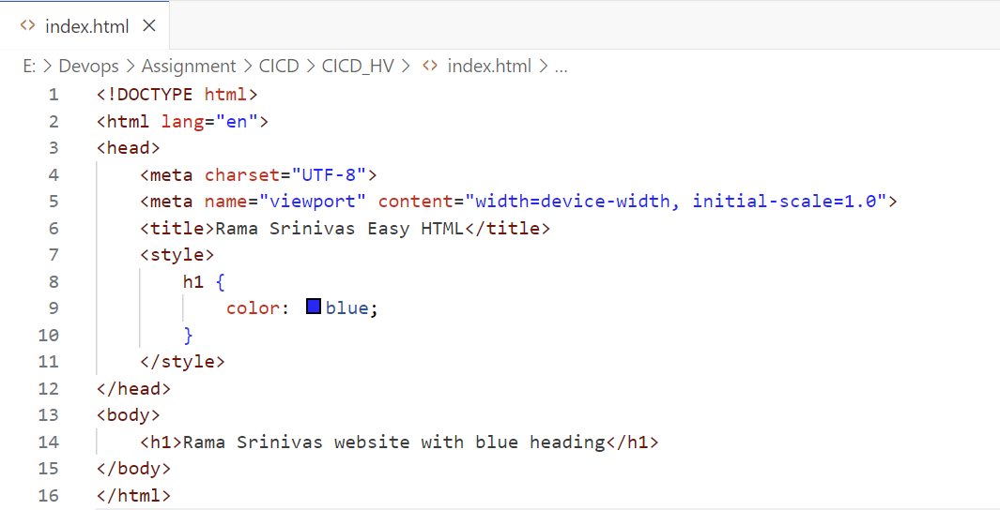 index.html
E: > Devops > Assignment > CICD > CICD_HV > <> index.html > ...
1 <!DOCTYPE html>
2 <html lang="en">
3 <head>
4     <meta charset="UTF-8">
5     <meta name="viewport" content="width=device-width, initial-scale=1.0">
6     <title>Rama Srinivas Easy HTML</title>
7     <style>
8         h1 {
9             color: blue;
10         }
11     </style>
12 </head>
13 <body>
14     <h1>Rama Srinivas website with blue heading</h1>
15 </body>
16 </html>